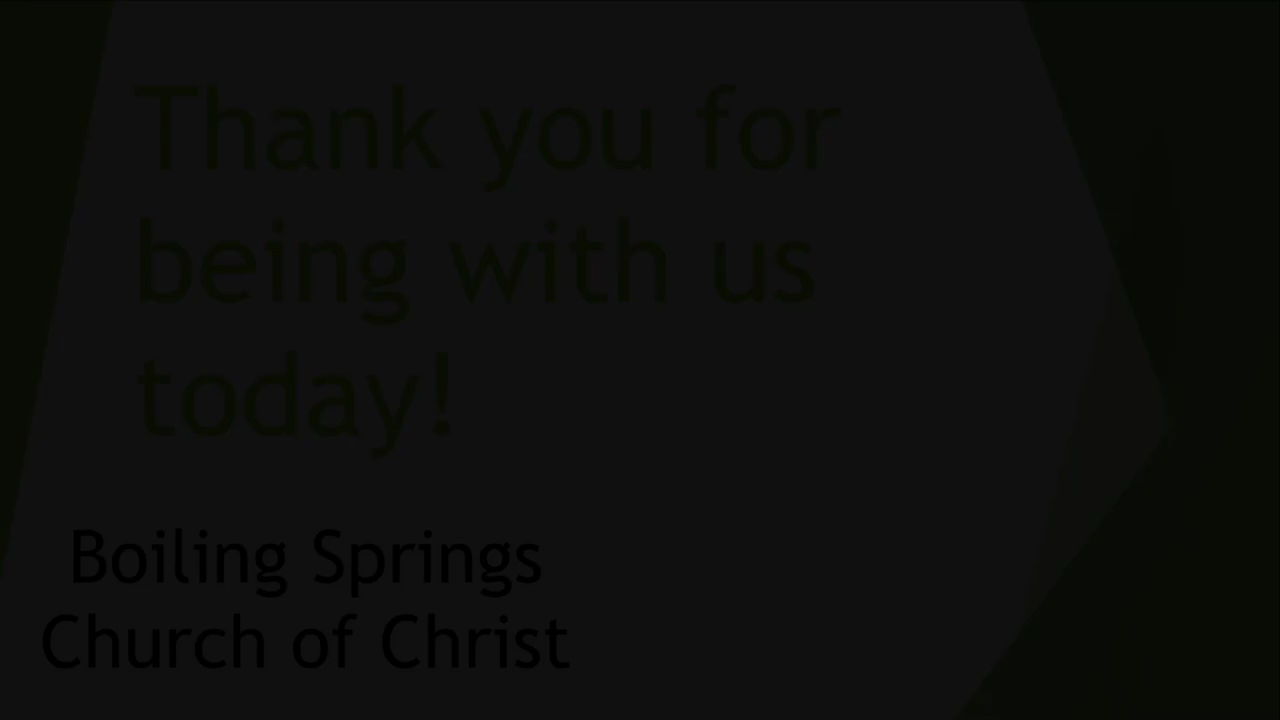 Thank you for
being with us
today!
Boiling Springs
Church of Christ